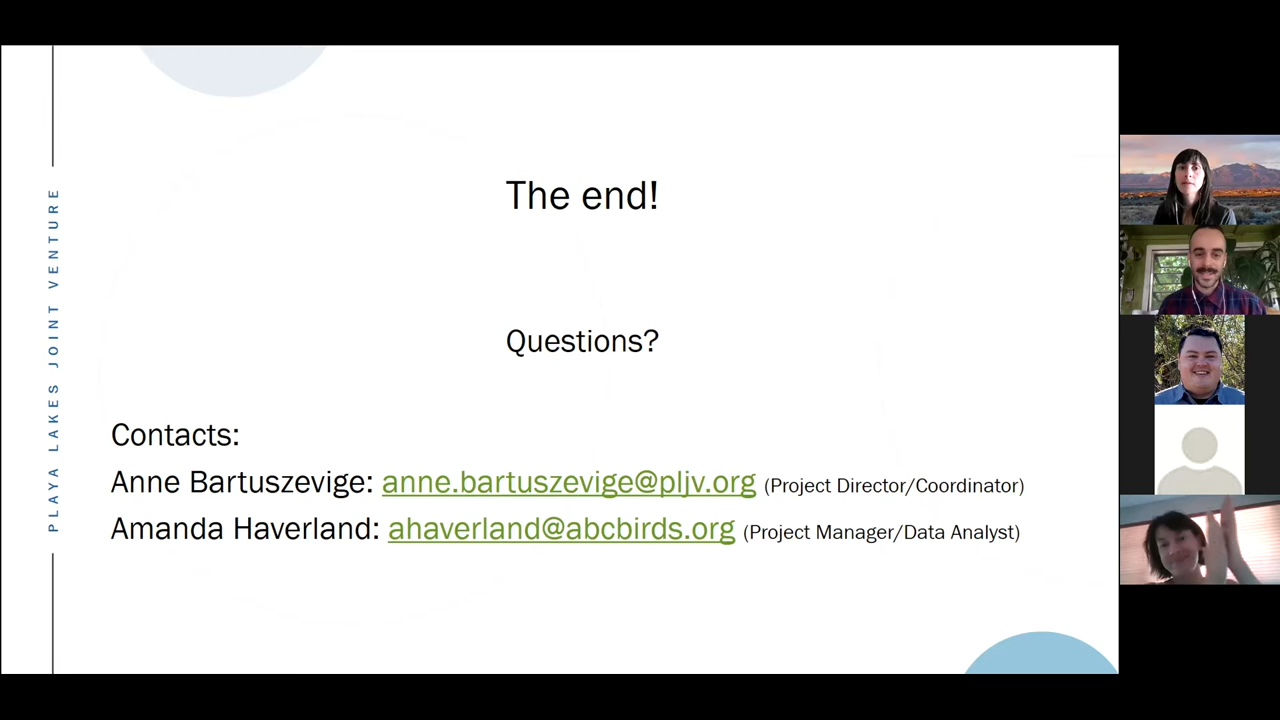 PLAYA LAKES JOINT VENTURE
The end!
Questions?
Contacts:
Anne Bartuszevige: anne.bartuszevige@pljv.org (Project Director/Coordinator)
Amanda Haverland: ahaverland@abcbirds.org (Project Manager/Data Analyst)